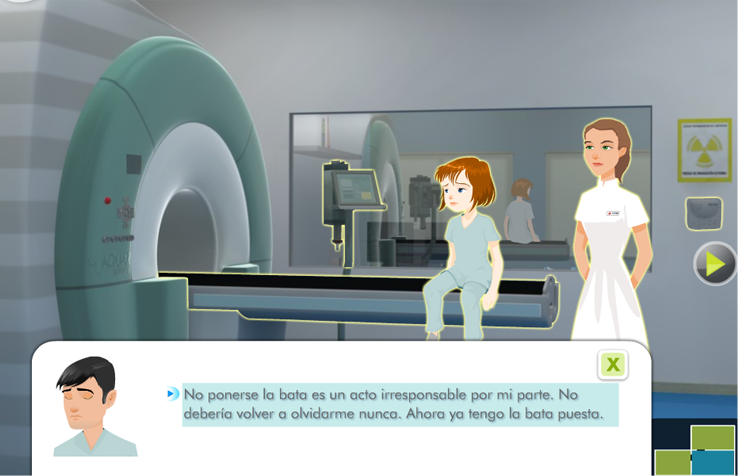 No ponerse la bata es un acto irresponsable por mi parte. No
debería volver a olvidarme nunca. Ahora ya tengo la bata puesta.
X